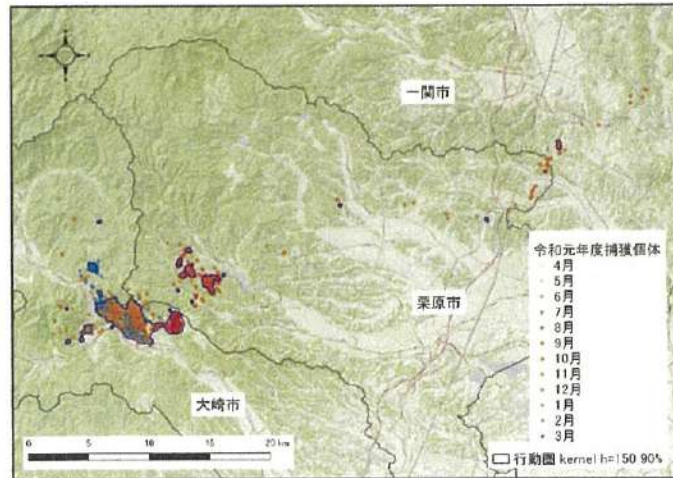 一関市
栗原市
大崎市
令和元年度捕獲個体
4月
5月
6月
7月
8月
9月
10月
11月
12月
1月
2月
3月
行動圏 kernel h=150 90%
0 5 10 15 20 km